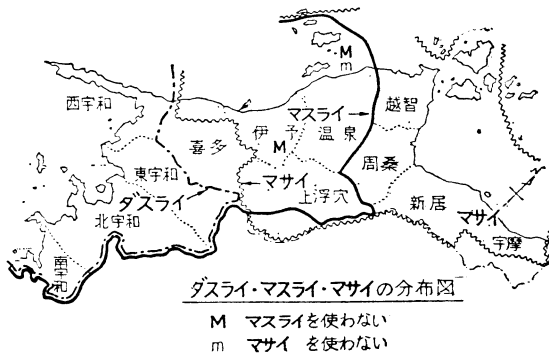 M
m
マスライ
越智
西宇和
喜多
伊予
温泉
M
周桑
東宇和
マサイ
上浮穴
新居
ダスライ
北宇和
マサイ
宇摩
南宇和
ダスライ・マスライ・マサイの分布図
M マスライを使わない
m マサイ を使わない